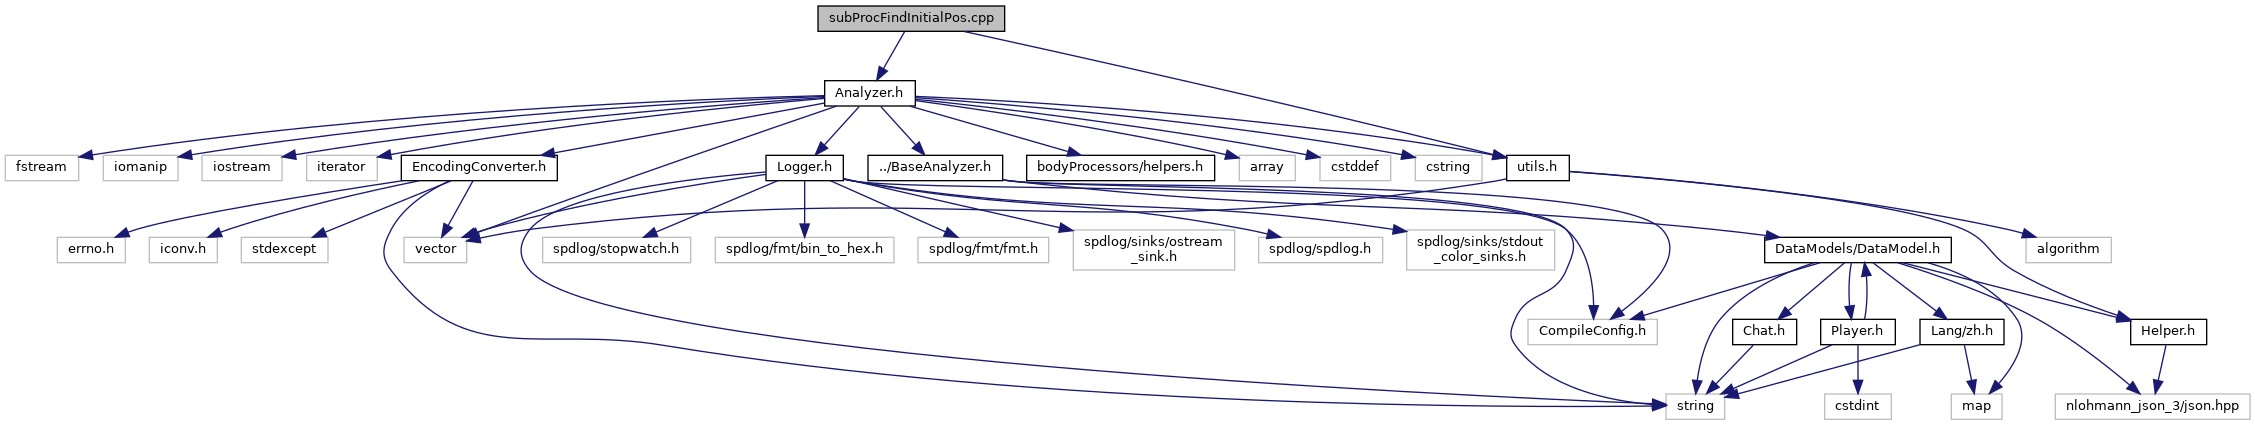 subProcFindInitialPos.cpp
Analyzer.h
fstream
iomanip
iostream
iterator
EncodingConverter.h
Logger.h
../BaseAnalyzer.h
bodyProcessors/helpers.h
array
cstddef
cstring
utils.h
errno.h
iconv.h
stdexcept
vector
spdlog/stopwatch.h
spdlog/fmt/bin_to_hex.h
spdlog/fmt/fmt.h
spdlog/sinks/ostream
_sink.h
spdlog/spdlog.h
spdlog/sinks/stdout
_color_sinks.h
DataModels/DataModel.h
algorithm
CompileConfig.h
Chat.h
Player.h
Lang/zh.h
Helper.h
string
cstdint
map
nlohmann_json_3/json.hpp